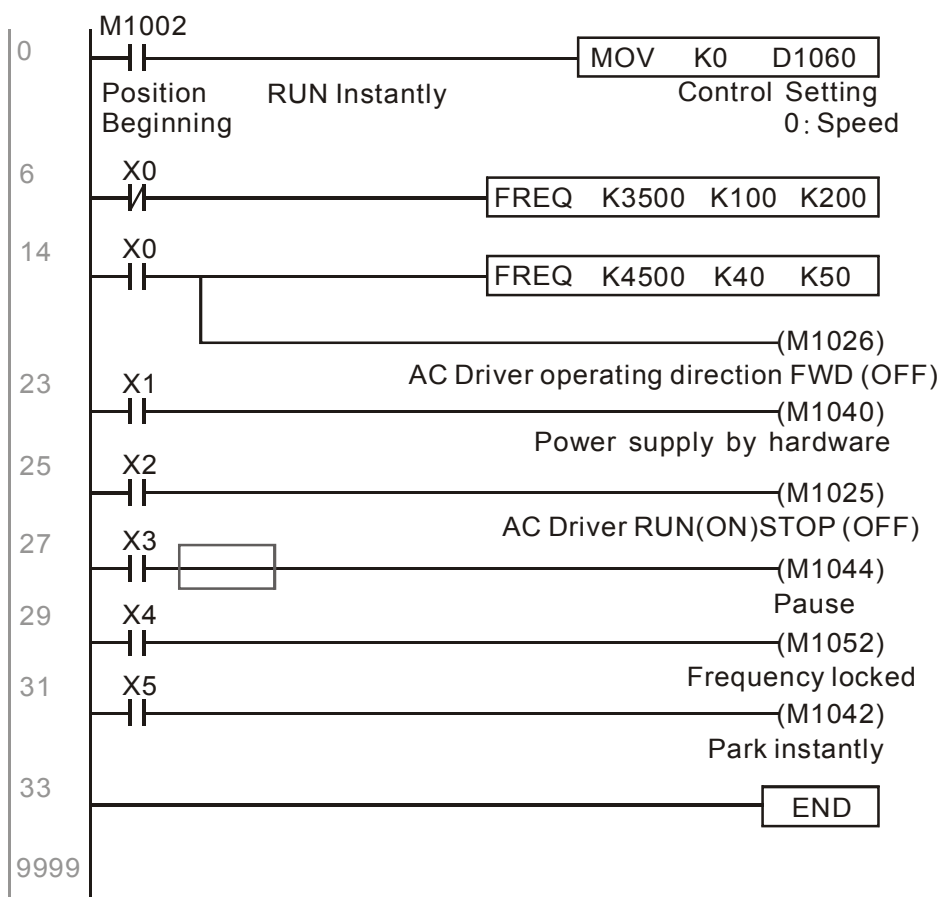 M1002
0
MOV K0 D1060
Position RUN Instantly Control Setting
Beginning 0: Speed
6 X0
FREQ K3500 K100 K200
14 X0
FREQ K4500 K40 K50
(M1026)
23 X1 AC Driver operating direction FWD (OFF)
(M1040)
Power supply by hardware
25 X2
(M1025)
AC Driver RUN(ON)STOP (OFF)
27 X3
(M1044)
Pause
29 X4
(M1052)
Frequency locked
31 X5
(M1042)
Park instantly
33
END
9999